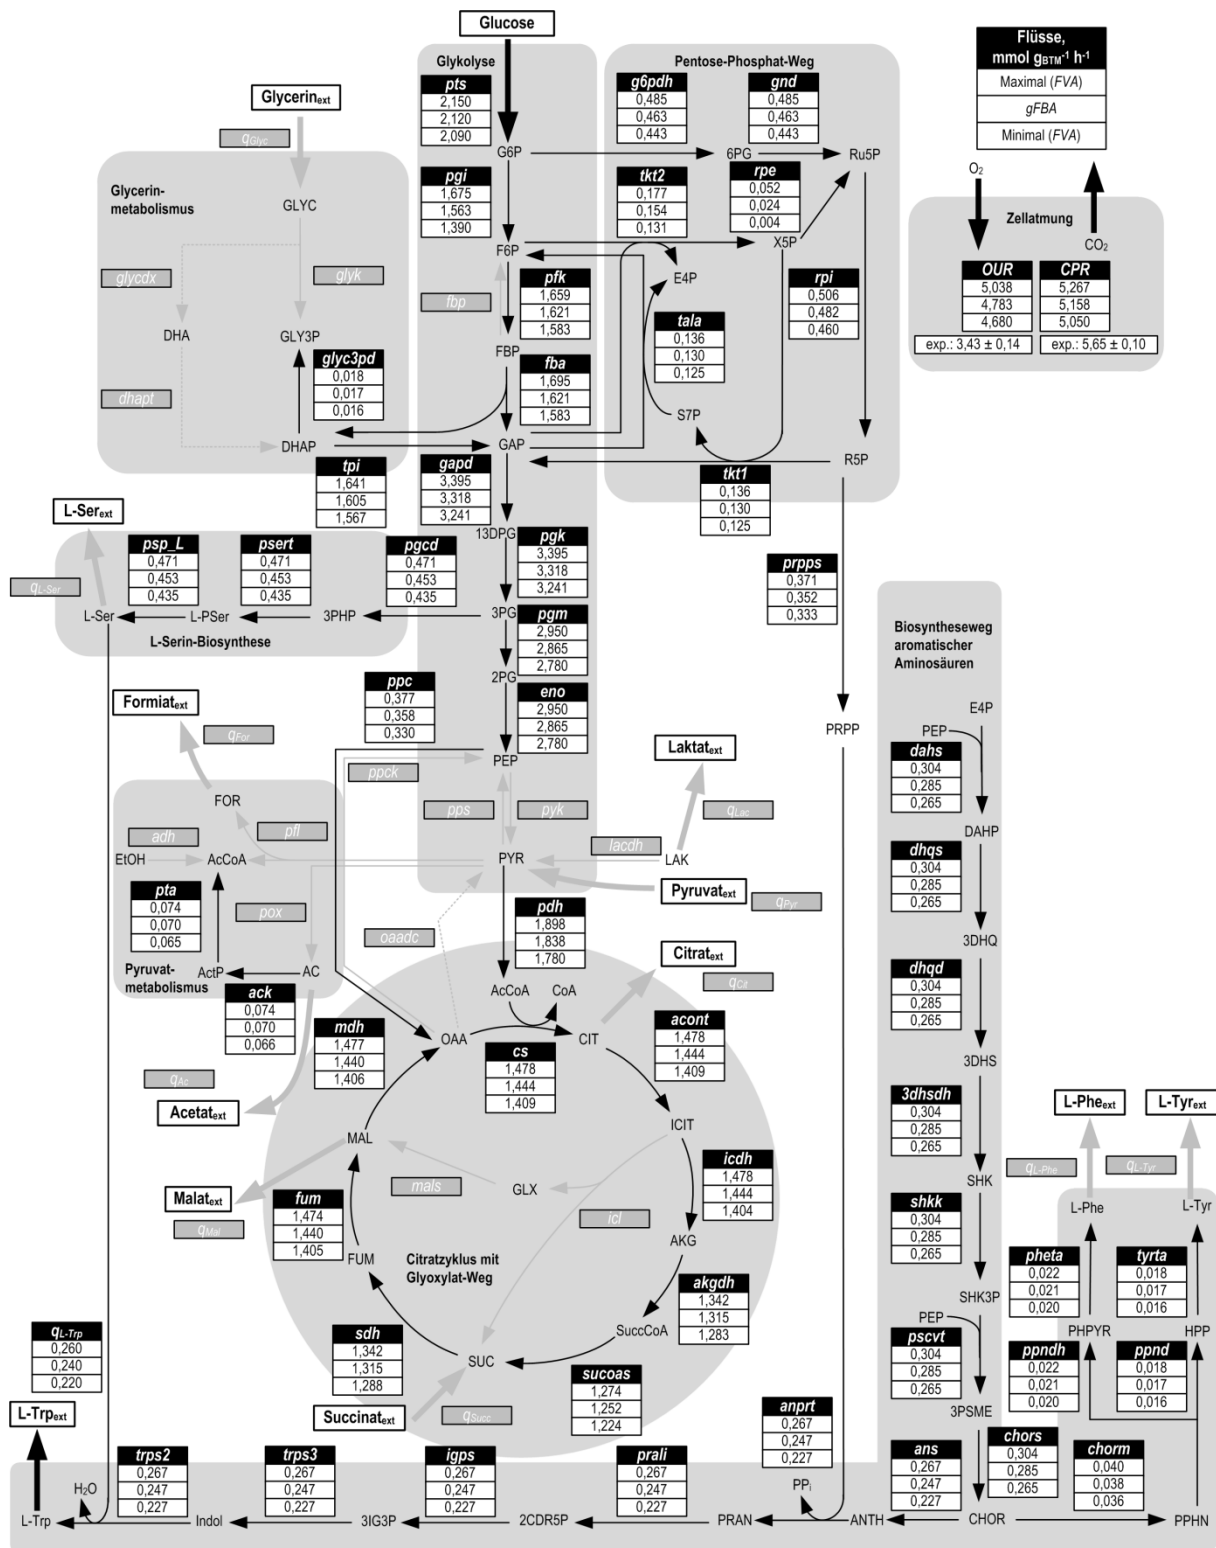 Glucose
Flüsse,
mmol gBTM⁻¹ h⁻¹
Maximal (FVA)
gFBA
Minimal (FVA)
Glykolyse
pts
2,150
2,120
2,090
Pentose-Phosphat-Weg
g6pdh
0,485
0,463
0,443
gnd
0,485
0,463
0,443
Glycerinext
qGlyc
G6P
6PG
Ru5P
O₂
Zellatmung
CO₂
OUR
5,038
4,783
4,680
exp.: 3,43 ± 0,14
CPR
5,267
5,158
5,050
exp.: 5,65 ± 0,10
Glycerin-
metabolismus
GLYC
pgi
1,675
1,563
1,390
tkt2
0,177
0,154
0,131
rpe
0,052
0,024
0,004
F6P
X5P
E4P
glycdx
glyk
fbp
pfk
1,659
1,621
1,583
rpi
0,506
0,482
0,460
DHA
GLY3P
FBP
tala
0,136
0,130
0,125
glyc3pd
0,018
0,017
0,016
dhapt
fba
1,695
1,621
1,583
S7P
DHAP
GAP
R5P
tpi
1,641
1,605
1,567
gapd
3,395
3,318
3,241
tkt1
0,136
0,130
0,125
L-Serext
13DPG
pgk
3,395
3,318
3,241
psp_L
0,471
0,453
0,435
psert
0,471
0,453
0,435
pgcd
0,471
0,453
0,435
prpps
0,371
0,352
0,333
qL-Ser
L-Ser
L-PSer
3PHP
3PG
L-Serin-Biosynthese
pgm
2,950
2,865
2,780
Biosyntheseweg
aromatischer
Aminosäuren
2PG
ppc
0,377
0,358
0,330
eno
2,950
2,865
2,780
Formiatext
qFor
E4P
PEP
PRPP
Laktatext
PEP
ppck
dahs
0,304
0,285
0,265
FOR
pps
pyk
qLac
adh
pfl
DAHP
lacdh
EtOH
AcCoA
PYR
LAK
dhqs
0,304
0,285
0,265
pta
0,074
0,070
0,065
Pyruvatext
qPyr
pox
pdh
1,898
1,838
1,780
oaadc
3DHQ
Citratext
qCit
Pyruvat-
metabolismus
ActP
AC
dhqd
0,304
0,285
0,265
AcCoA
CoA
ack
0,074
0,070
0,066
mdh
1,477
1,440
1,406
OAA
CIT
acont
1,478
1,444
1,409
cs
1,478
1,444
1,409
3DHS
qAc
Acetatext
3dhsdh
0,304
0,285
0,265
L-Pheext
L-Tyrext
MAL
ICIT
icdh
1,478
1,444
1,404
qL-Phe
qL-Tyr
mals
GLX
SHK
Malatext
qMal
fum
1,474
1,440
1,405
icl
shkk
0,304
0,285
0,265
L-Phe
L-Tyr
FUM
AKG
Citratzyklus mit
Glyoxylat-Weg
pheta
0,022
0,021
0,020
tyrta
0,018
0,017
0,016
akgdh
1,342
1,315
1,283
SHK3P
PEP
qL-Trp
0,260
0,240
0,220
sdh
1,342
1,315
1,288
SuccCoA
SUC
PHPYR
HPP
pscvt
0,304
0,285
0,265
ppndh
0,022
0,021
0,020
ppnd
0,018
0,017
0,016
sucoas
1,274
1,252
1,224
L-Trpext
Succinatext
qSucc
anprt
0,267
0,247
0,227
3PSME
trps2
0,267
0,247
0,227
trps3
0,267
0,247
0,227
igps
0,267
0,247
0,227
prali
0,267
0,247
0,227
ans
0,267
0,247
0,227
chors
0,304
0,285
0,265
chorm
0,040
0,038
0,036
H₂O
PPi
L-Trp
Indol
3IG3P
2CDR5P
PRAN
ANTH
CHOR
PPHN